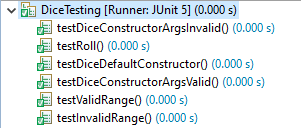 DiceTesting [Runner: JUnit 5] (0.000 s)
testDiceConstructorArgsInvalid() (0.000 s)
testRoll() (0.000 s)
testDiceDefaultConstructor() (0.000 s)
testDiceConstructorArgsValid() (0.000 s)
testValidRange() (0.000 s)
testInvalidRange() (0.000 s)